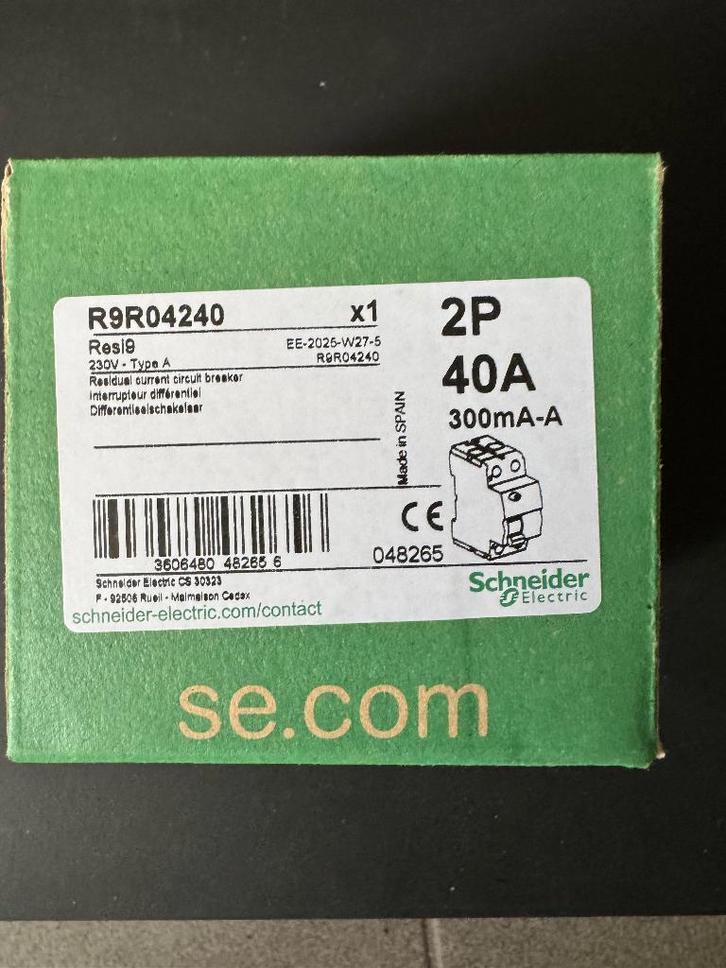 R9R04240 x1
Resi9 EE-2025-W27-5
230V - Type A R9R04240
Residual current circuit breaker
Interrupteur différentiel
Differentieelschakelaar
2P
40A
300mA-A
Made in SPAIN
CE
3606480 48265 6
048265
Schneider Electric CS 30323
F - 92506 Rueil - Malmaison Cedex
schneider-electric.com/contact
Schneider
Electric
se.com